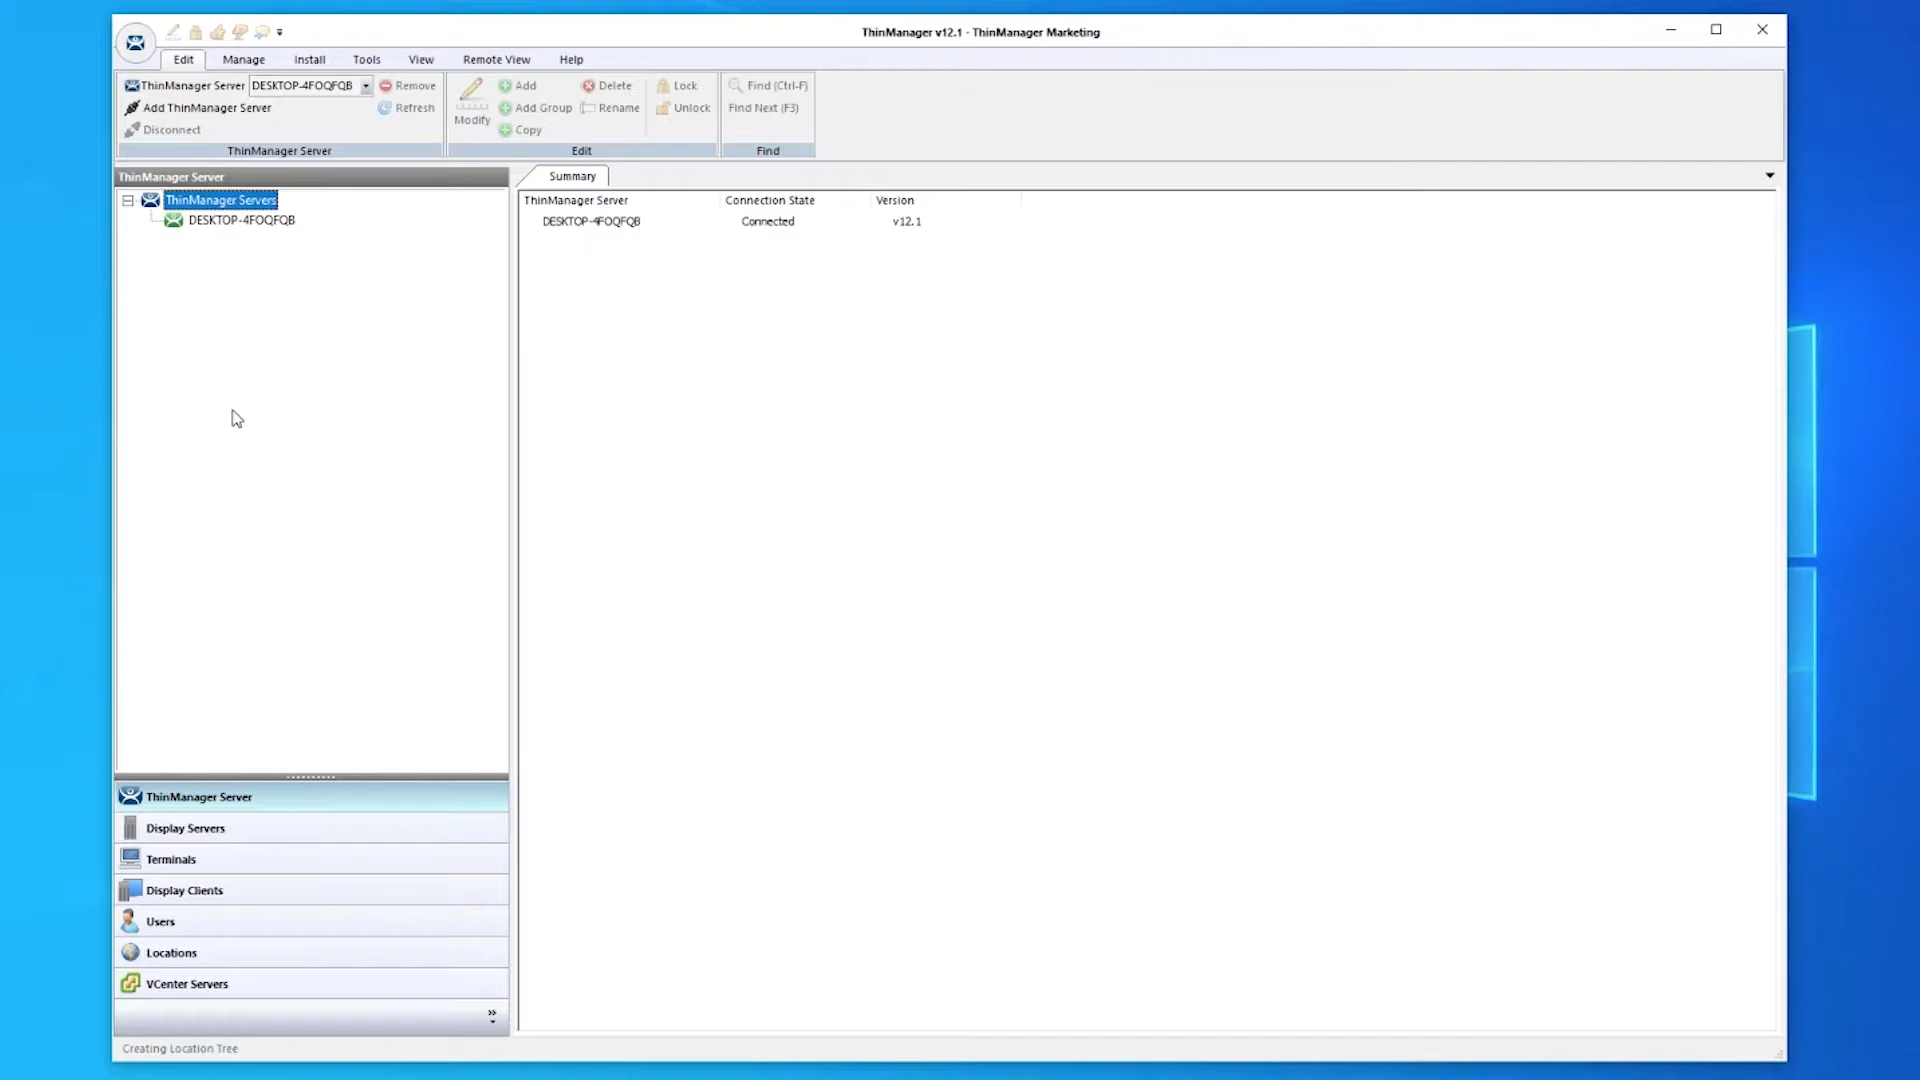 ThinManager v12.1 - ThinManager Marketing
Edit Manage Install Tools View Remote View Help
ThinManager Server DESKTOP-4FOQFQB Remove
Add ThinManager Server Refresh
Disconnect
ThinManager Server
Modify
Add Delete Lock
Add Group Rename Unlock
Copy
Edit
Find (Ctrl-F)
Find Next (F3)
Find
ThinManager Server
ThinManager Servers
DESKTOP-4FOQFQB
Summary
ThinManager Server Connection State Version
DESKTOP-4FOQFQB Connected v12.1
ThinManager Server
Display Servers
Terminals
Display Clients
Users
Locations
VCenter Servers
Creating Location Tree